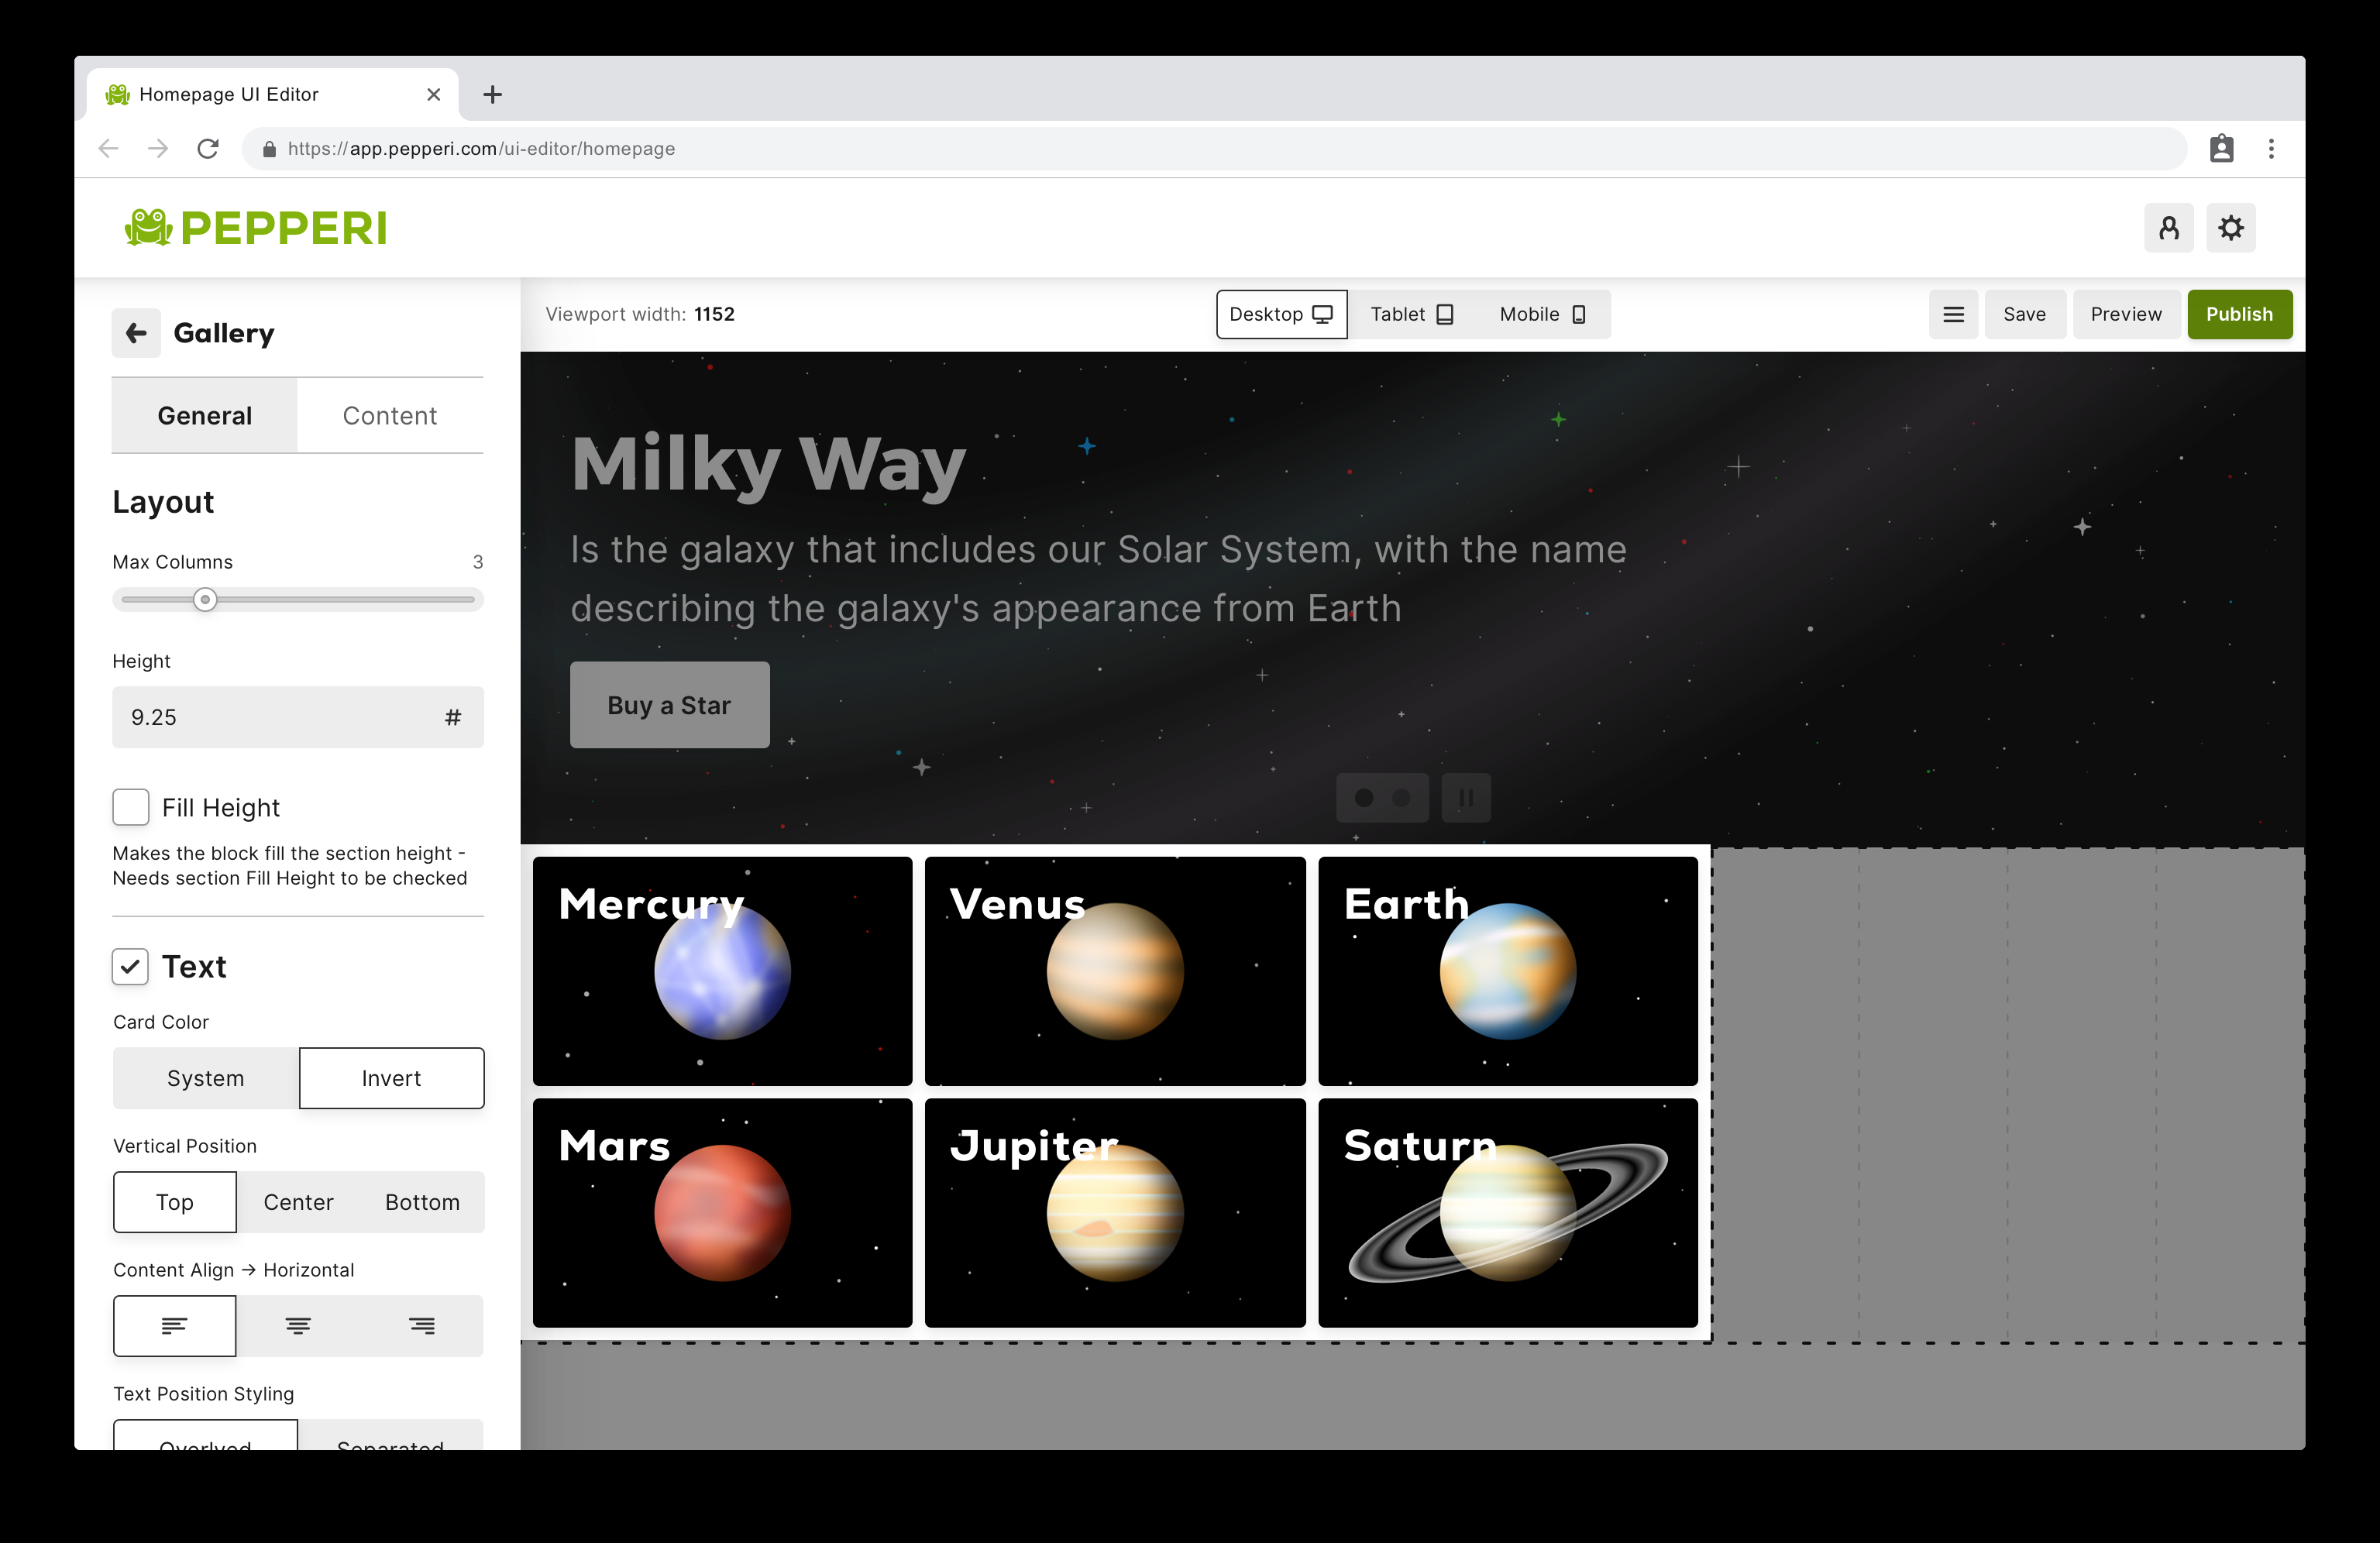 Homepage UI Editor
https://app.pepperi.com/ui-editor/homepage
PEPPERI
Gallery
General Content
Layout
Max Columns 3
Height
9.25 #
Fill Height
Makes the block fill the section height -
Needs section Fill Height to be checked
Text
Card Color
System Invert
Vertical Position
Top Center Bottom
Content Align → Horizontal
Text Position Styling
Overlyed Separated
Viewport width: 1152
Desktop Tablet Mobile
Save Preview Publish
Milky Way
Is the galaxy that includes our Solar System, with the name
describing the galaxy's appearance from Earth
Buy a Star
Mercury Venus Earth
Mars Jupiter Saturn